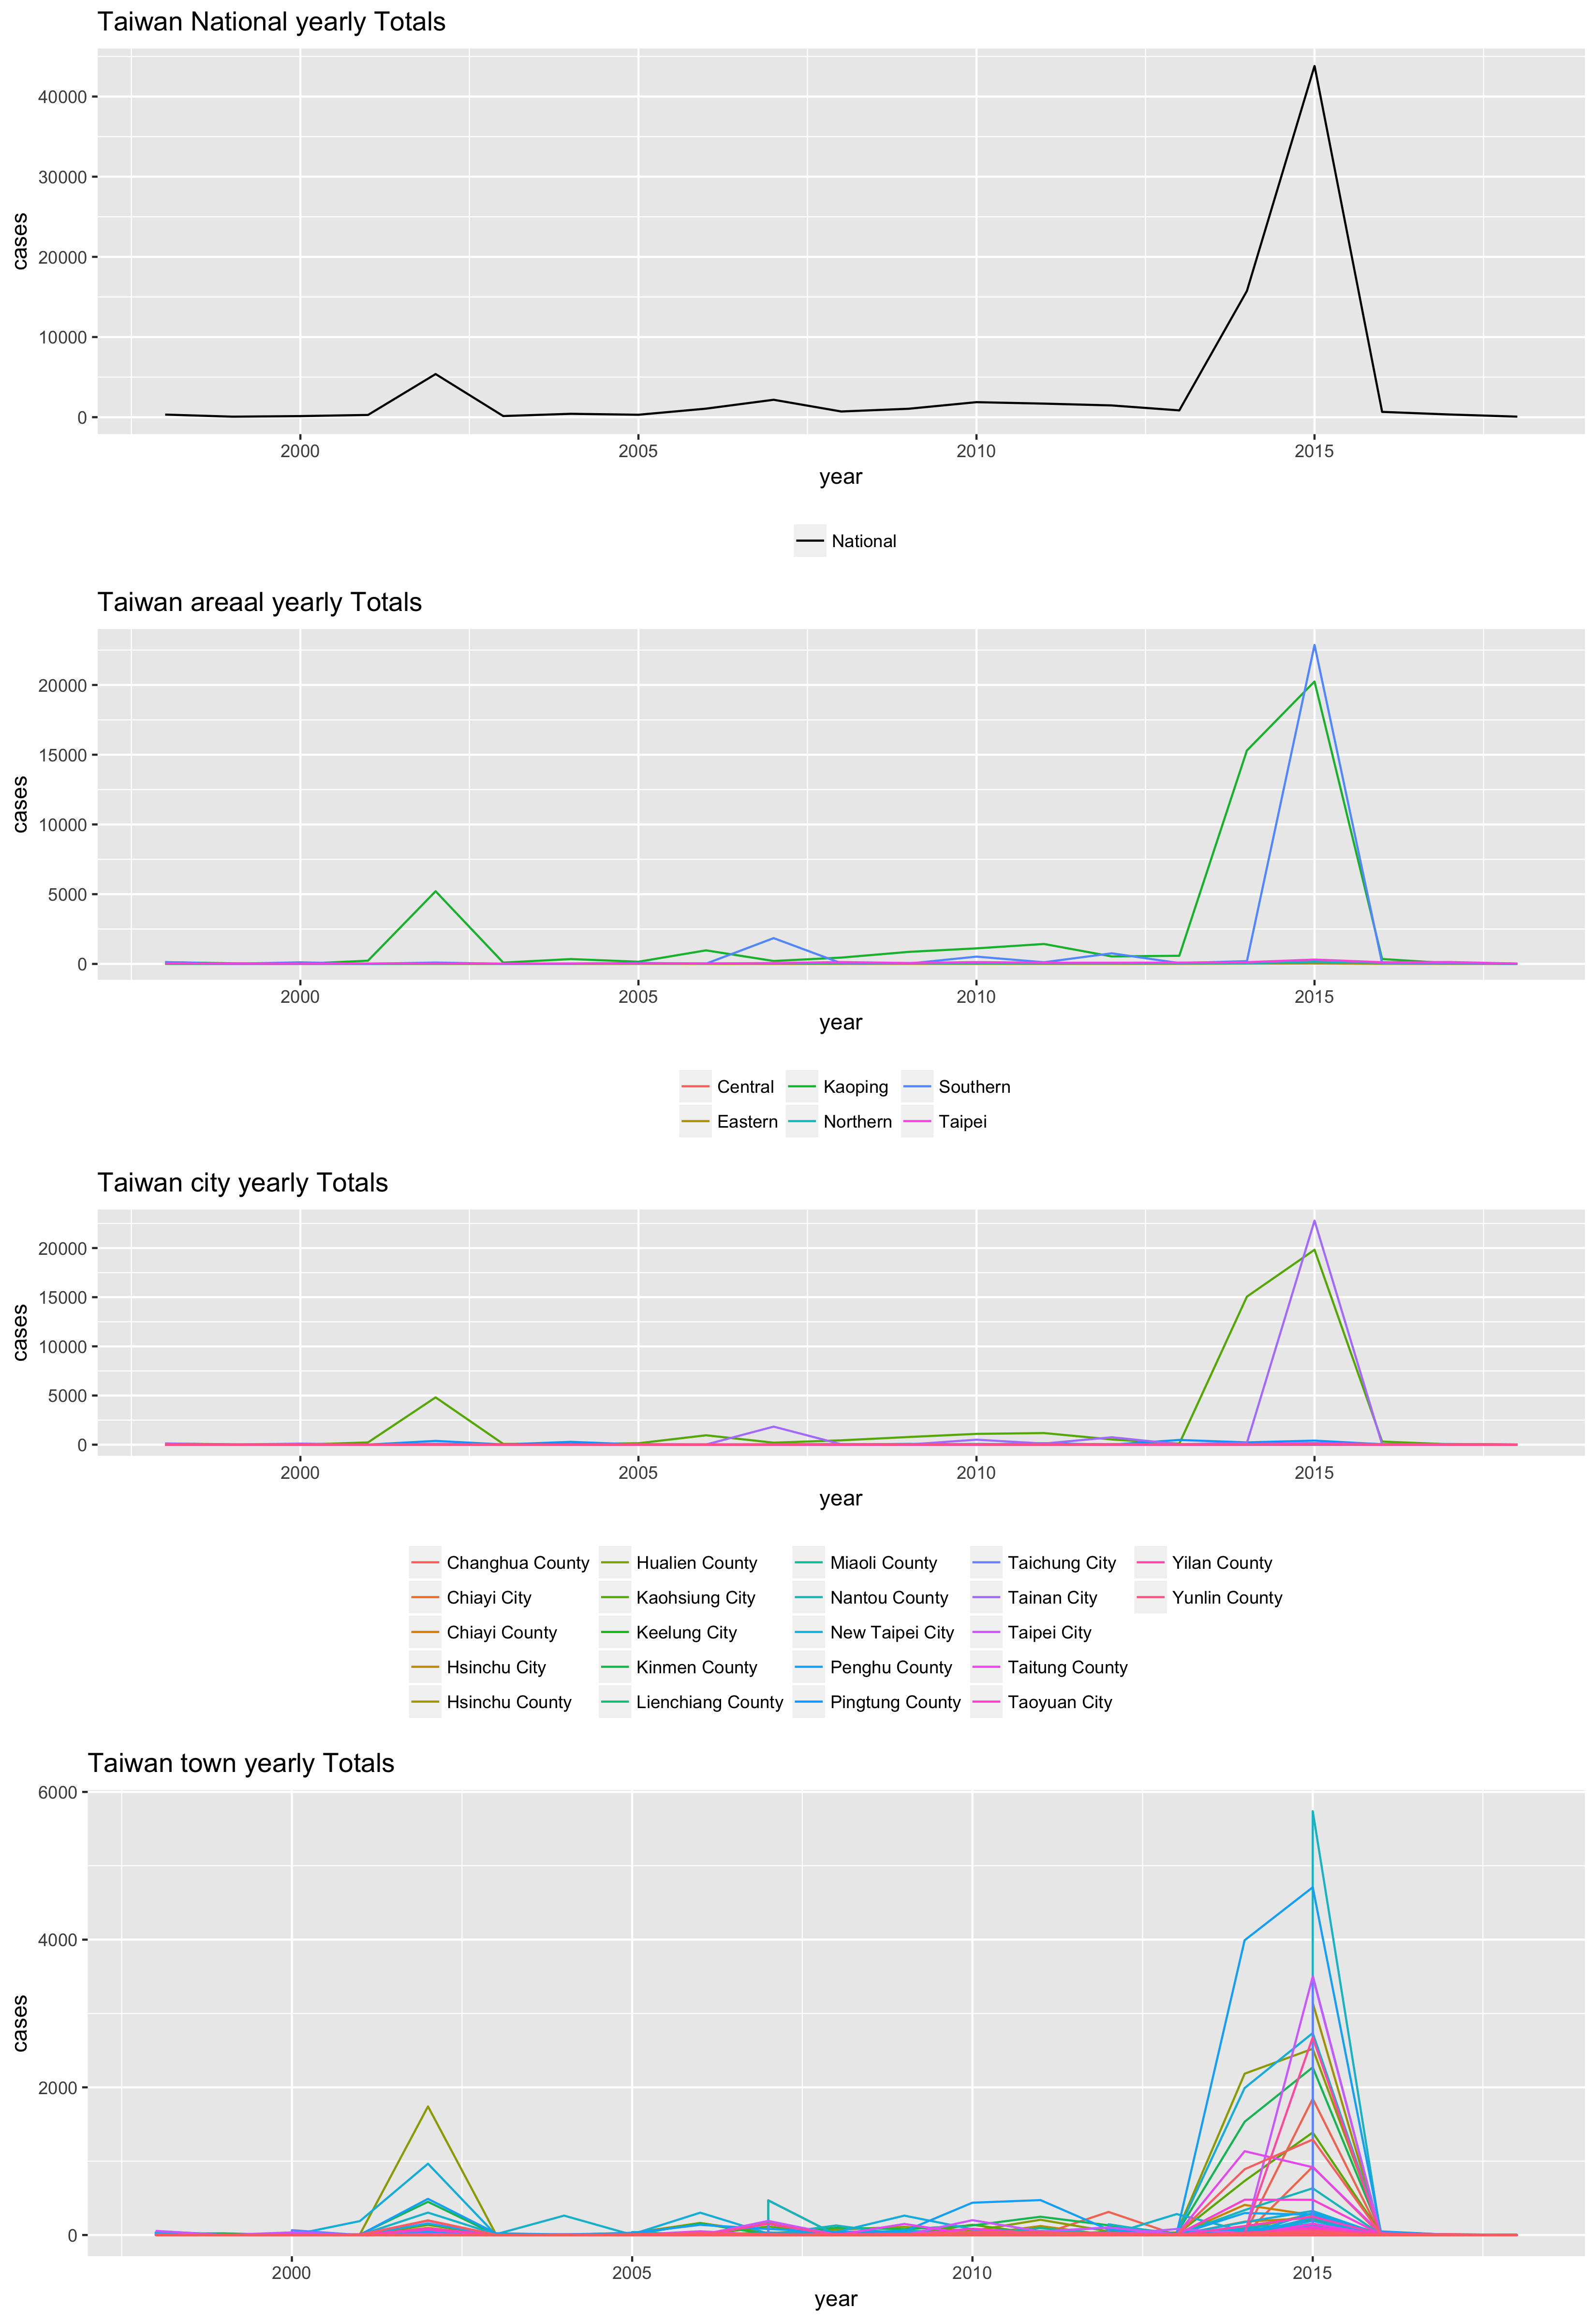 Taiwan National yearly Totals
40000
30000
20000
10000
0
cases
2000 2005 2010 2015
year
National
Taiwan areaal yearly Totals
20000
15000
10000
5000
0
cases
2000 2005 2010 2015
year
Central Kaoping Southern
Eastern Northern Taipei
Taiwan city yearly Totals
20000
15000
10000
5000
0
cases
2000 2005 2010 2015
year
Changhua County Hualien County Miaoli County Taichung City Yilan County
Chiayi City Kaohsiung City Nantou County Tainan City Yunlin County
Chiayi County Keelung City New Taipei City Taipei City
Hsinchu City Kinmen County Penghu County Taitung County
Hsinchu County Lienchiang County Pingtung County Taoyuan City
Taiwan town yearly Totals
6000
4000
2000
0
cases
2000 2005 2010 2015
year